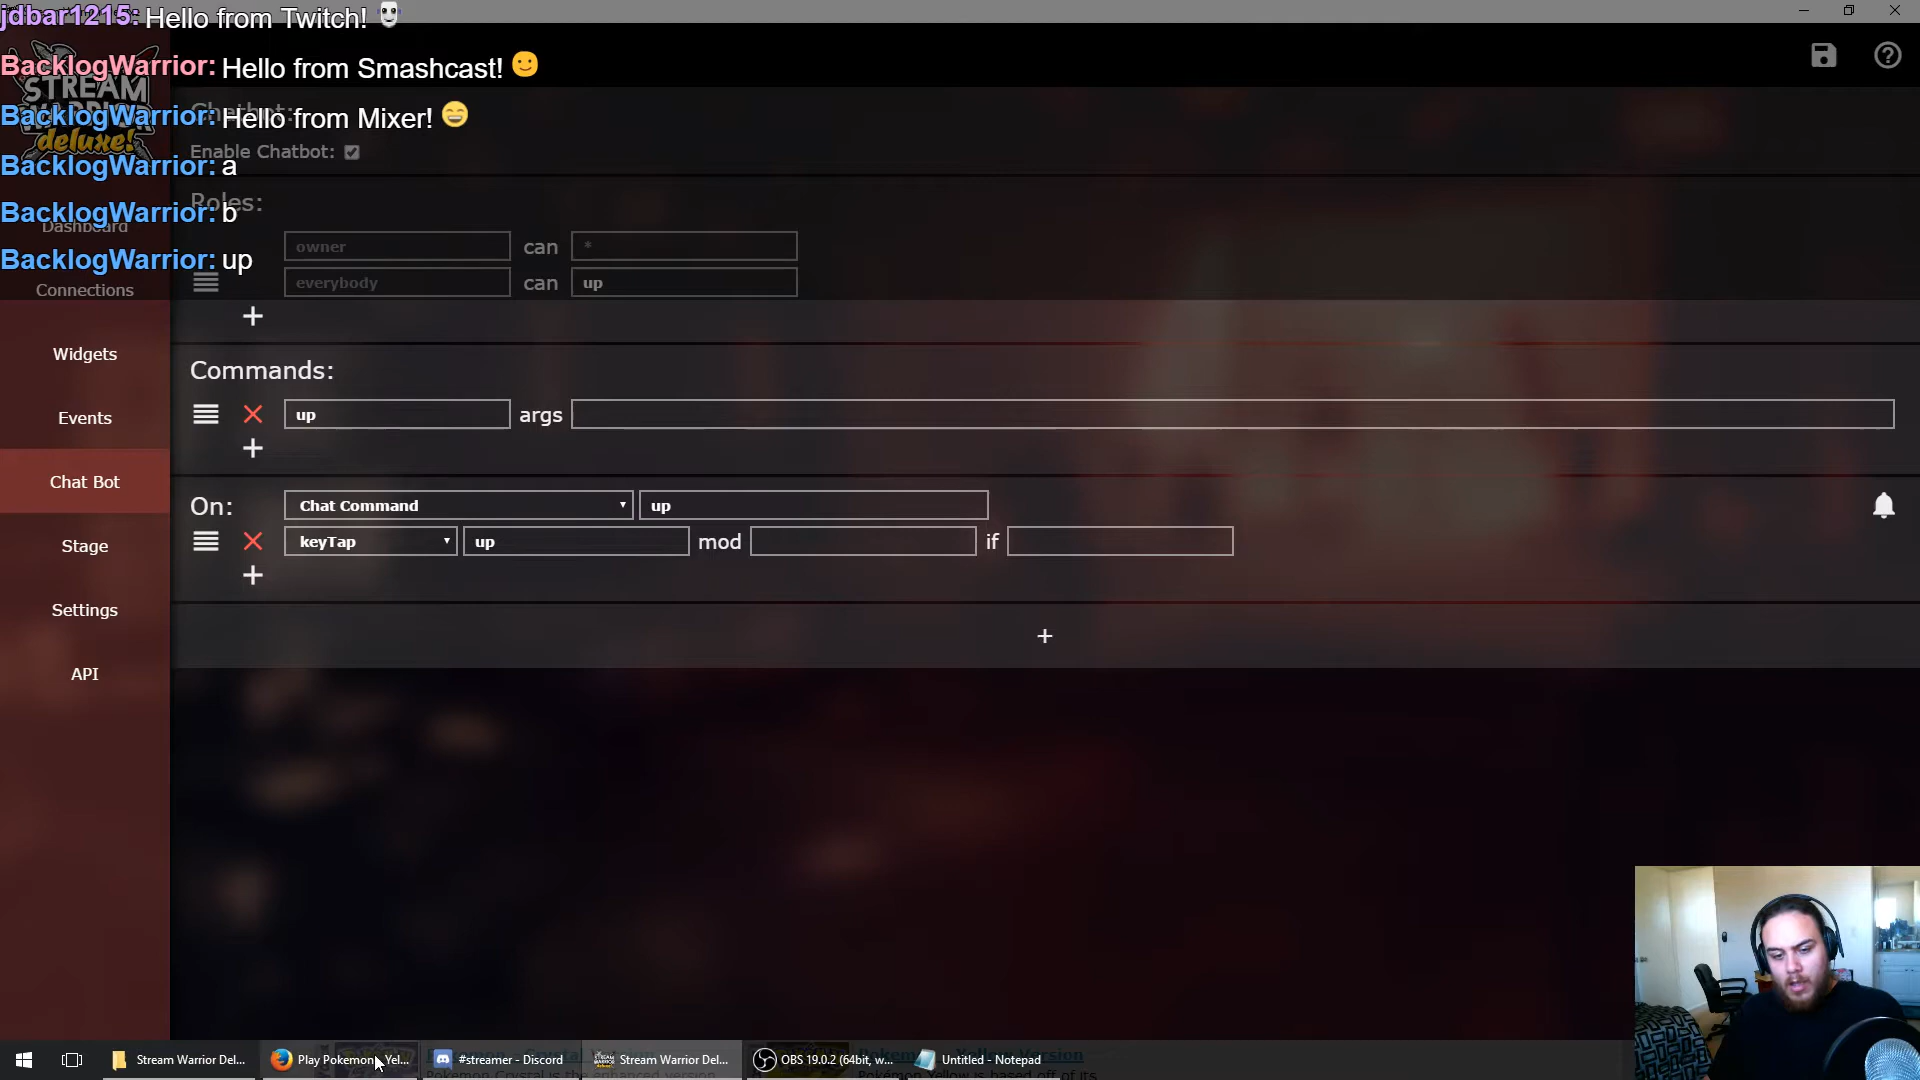 jdbar1215: Hello from Twitch!
BacklogWarrior: Hello from Smashcast!
STREAM
BacklogWarrior: Hello from Mixer!
deluxe!
Enable Chatbot:
BacklogWarrior: a
Roles:
BacklogWarrior: b
Dashboard
owner can *
BacklogWarrior: up
everybody can up
Connections
+
Widgets
Commands:
up args
+
Events
Chat Bot
On: Chat Command up
keyTap up mod if
+
Stage
Settings
+
API
Stream Warrior Del...
Play Pokemon Yel...
#streamer - Discord
Stream Warrior Del...
OBS 19.0.2 (64bit, w...
Untitled - Notepad